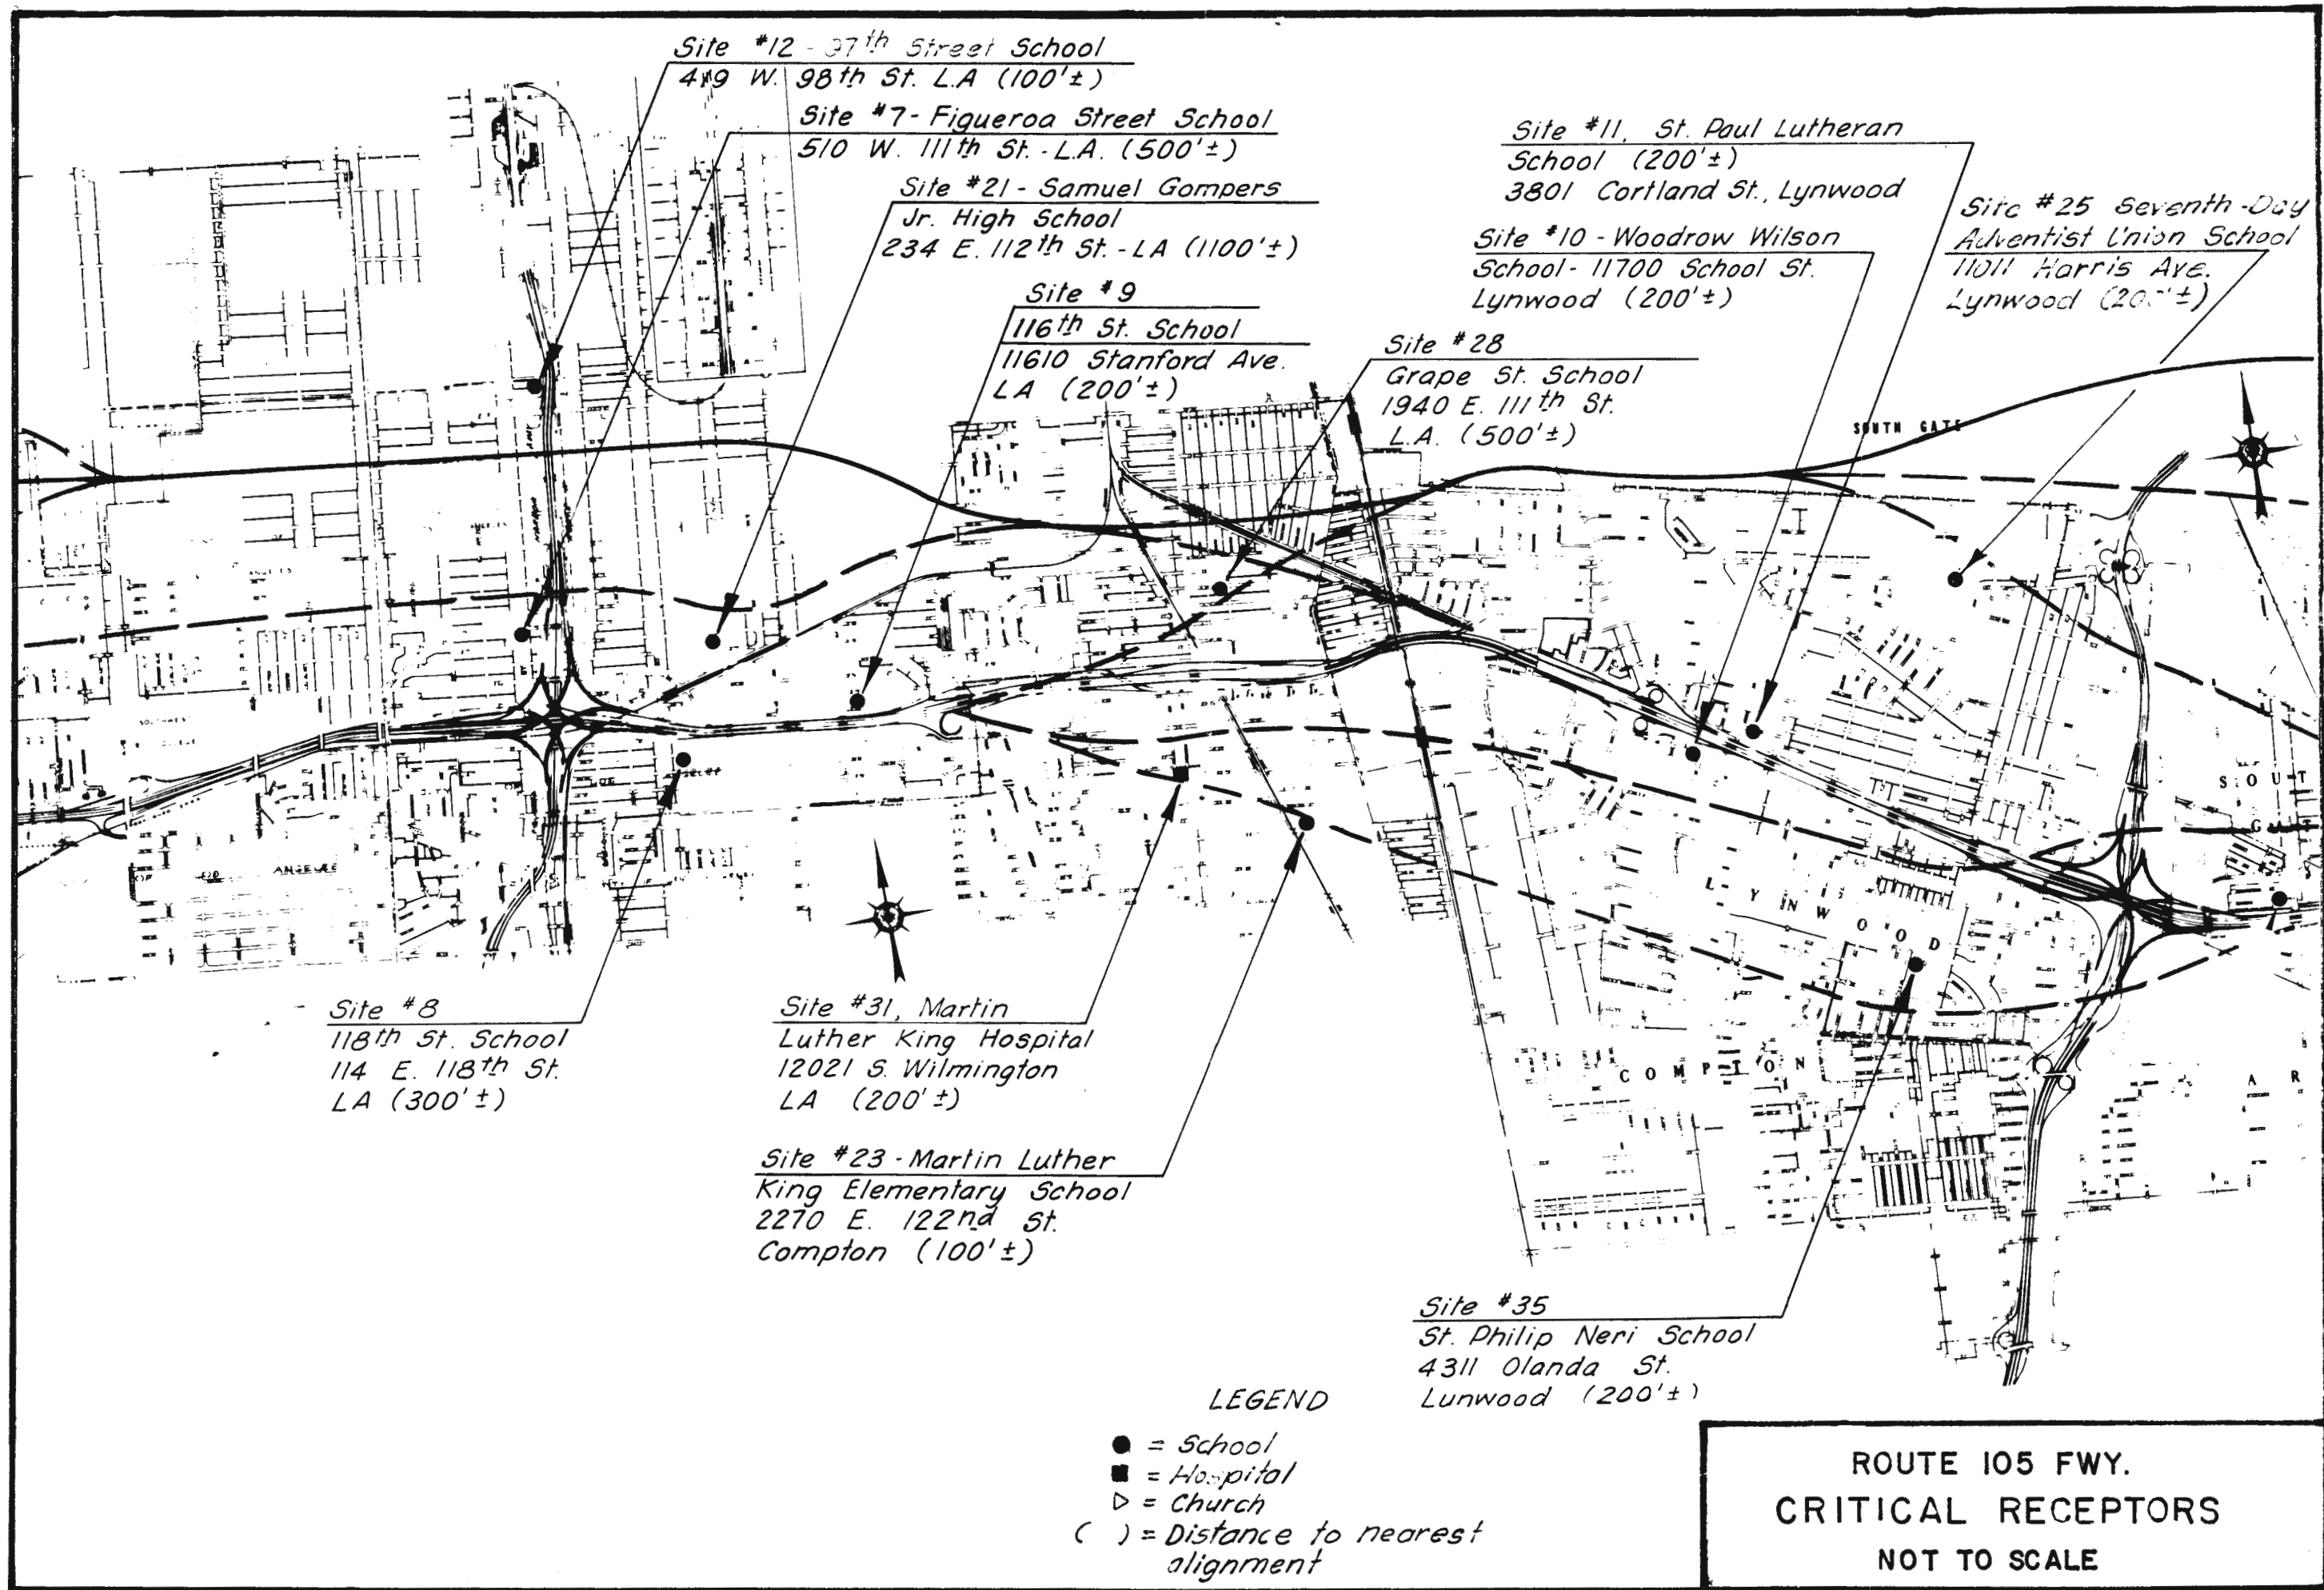 Site #12 - 97th Street School
419 W. 98th St. L.A (100'±)
Site #7 - Figueroa Street School
510 W. 111th St. - L.A. (500'±)
Site #21 - Samuel Gompers
Jr. High School
234 E. 112th St. - LA (1100'±)
Site #9
116th St. School
11610 Stanford Ave.
LA (200'±)
Site #28
Grape St. School
1940 E. 111th St.
L.A. (500'±)
Site #11, St. Paul Lutheran
School (200'±)
3801 Cortland St., Lynwood
Site #10 - Woodrow Wilson
School - 11700 School St.
Lynwood (200'±)
Site #25 Seventh-Day
Adventist Union School
11011 Harris Ave.
Lynwood (200'±)
SOUTH GATE
ANGELES
SOUT
LYNWOOD
COMPTON
A R
Site #8
118th St. School
114 E. 118th St.
LA (300'±)
Site #31, Martin
Luther King Hospital
12021 S. Wilmington
LA (200'±)
Site #23 - Martin Luther
King Elementary School
2270 E. 122nd St.
Compton (100'±)
Site #35
St. Philip Neri School
4311 Olanda St.
Lunwood (200'±)
LEGEND
● = School
■ = Hospital
▷ = Church
( ) = Distance to nearest
alignment
ROUTE 105 FWY.
CRITICAL RECEPTORS
NOT TO SCALE